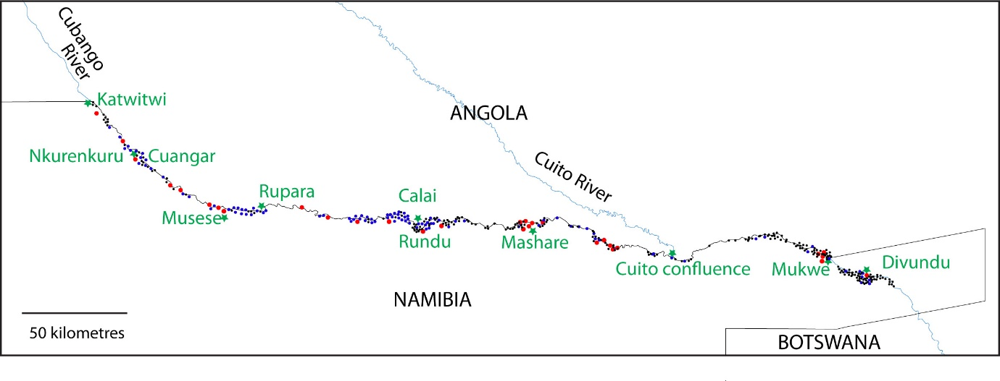 Cubango
River
Katwitwi
ANGOLA
Nkurenkuru
Cuangar
Cuito River
Rupara
Calai
Musese
Rundu
Mashare
Cuito confluence
Mukwe
Divundu
NAMIBIA
50 kilometres
BOTSWANA